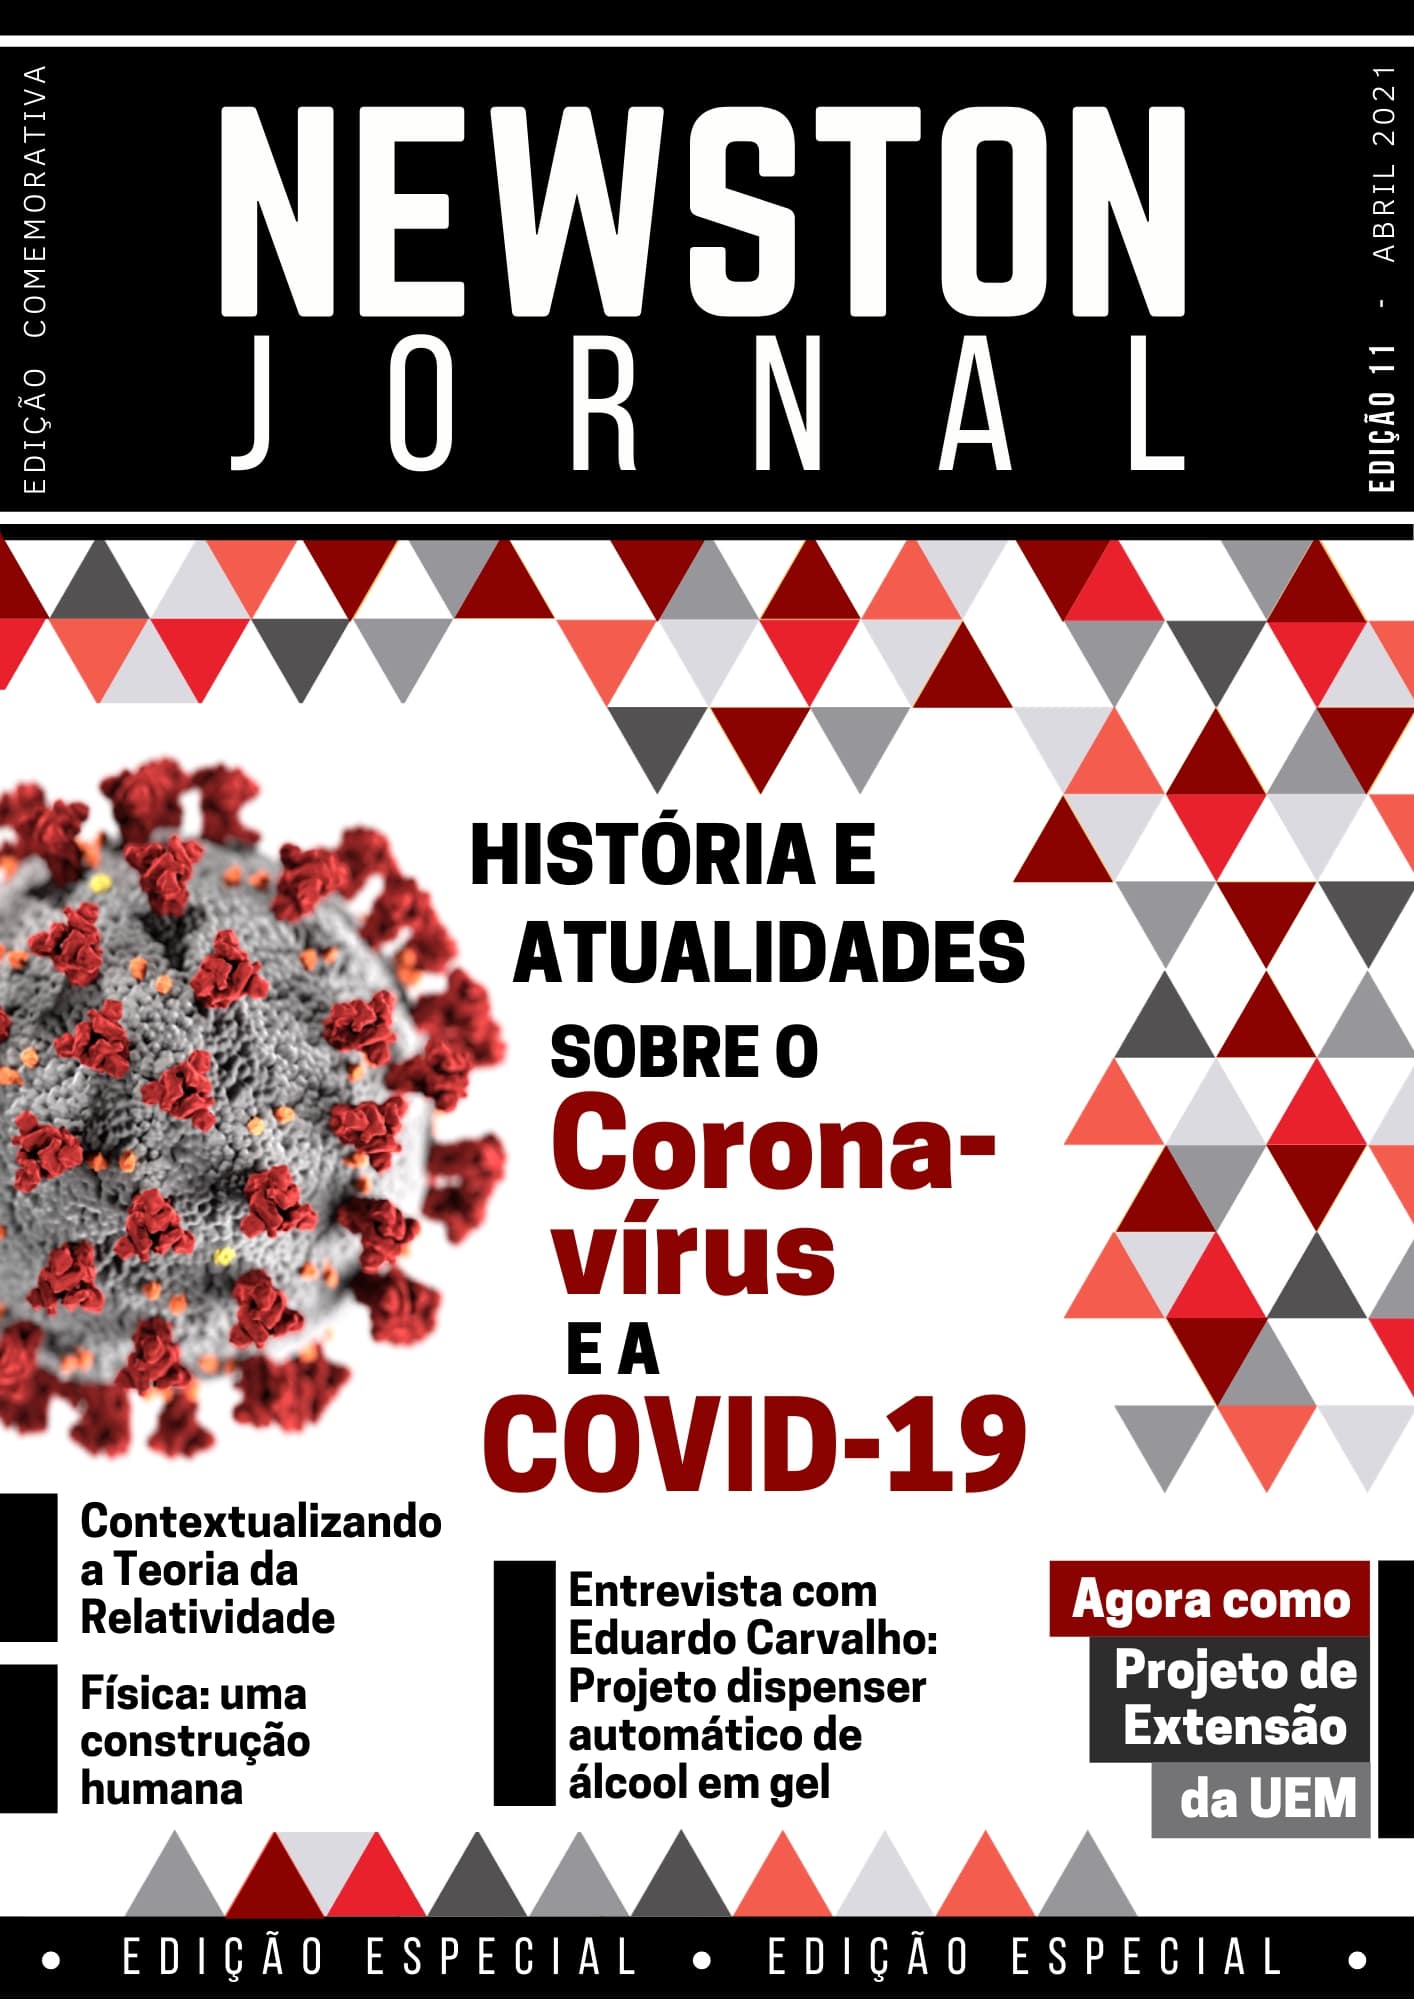 EDIÇÃO COMEMORATIVA
NEWSTON
JORNAL
EDIÇÃO 11 - ABRIL 2021
HISTÓRIA E
ATUALIDADES
SOBRE O
Corona-
vírus
E A
COVID-19
Contextualizando
a Teoria da
Relatividade
Física: uma
construção
humana
Entrevista com
Eduardo Carvalho:
Projeto dispenser
automático de
álcool em gel
Agora como
Projeto de
Extensão
da UEM
• EDIÇÃO ESPECIAL • EDIÇÃO ESPECIAL •